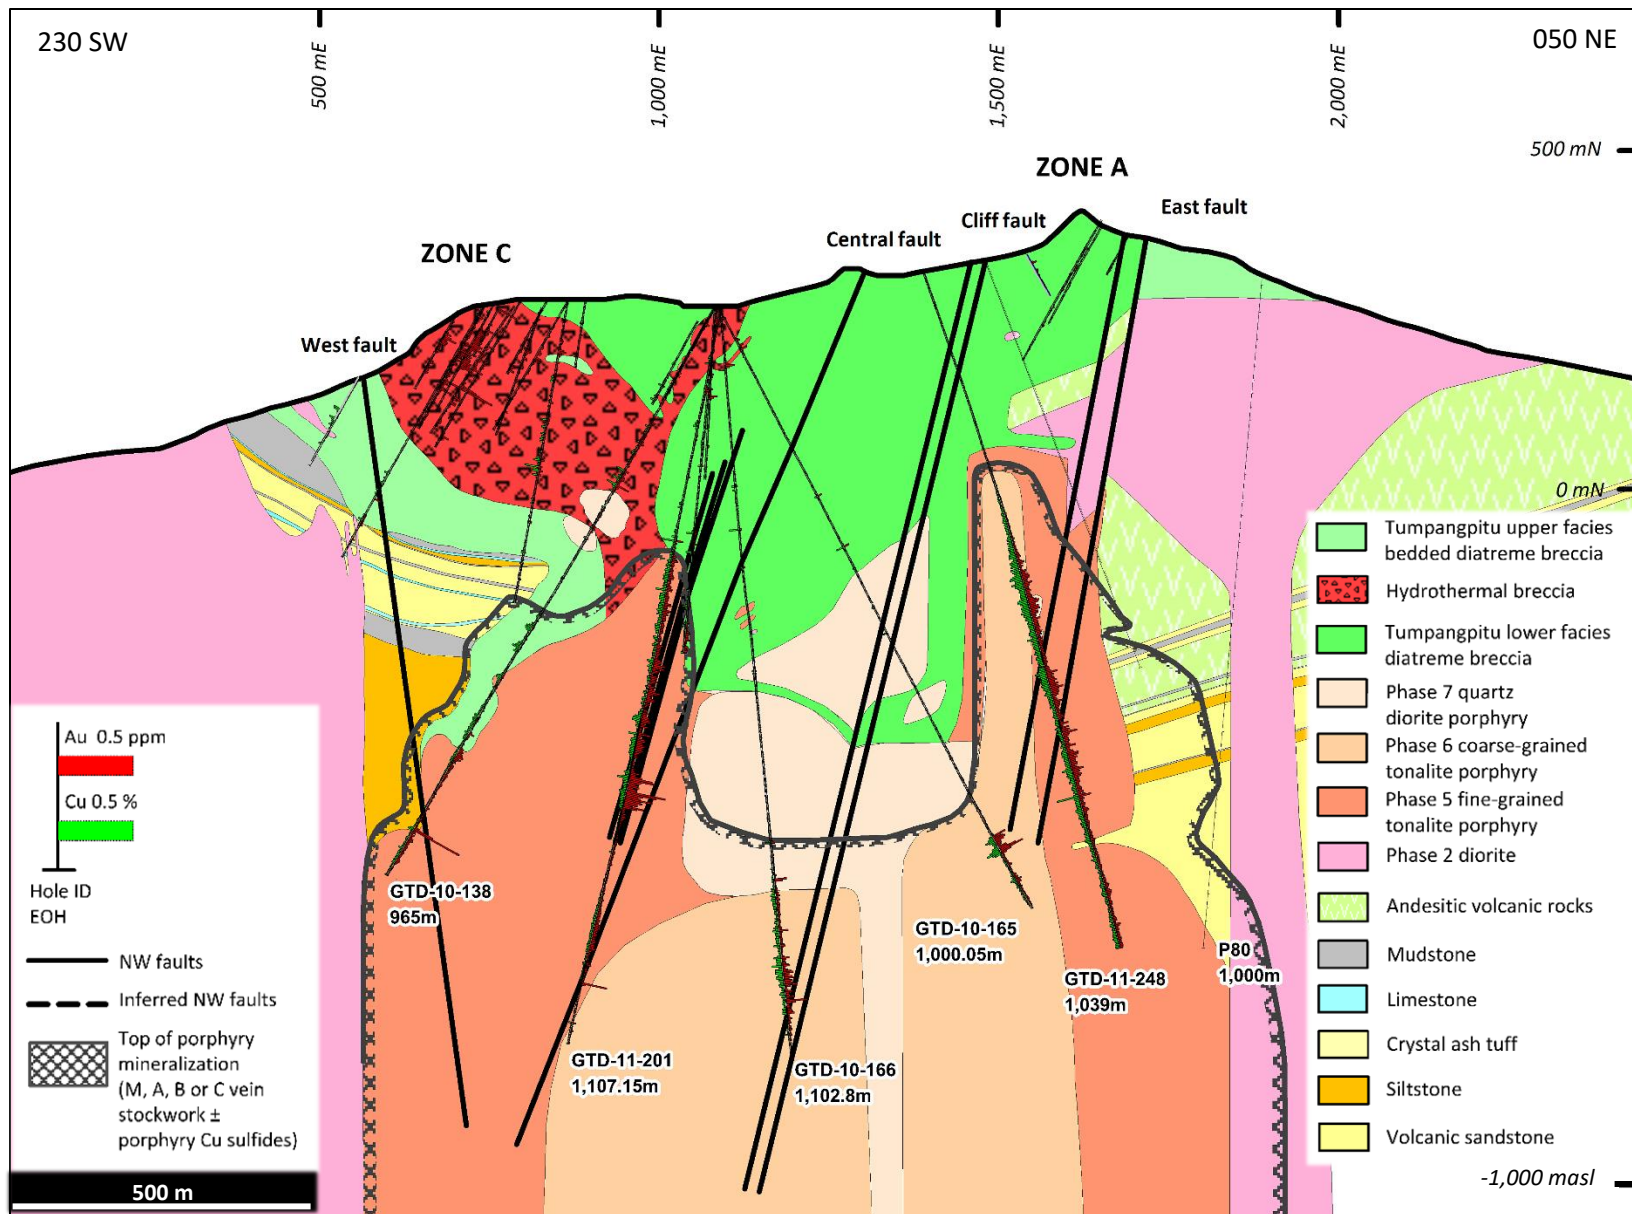 230 SW
050 NE
500 mE
1,000 mE
1,500 mE
2,000 mE
500 mN
ZONE A
East fault
Cliff fault
Central fault
ZONE C
West fault
0 mN
Tumpangpitu upper facies
bedded diatreme breccia
Hydrothermal breccia
Tumpangpitu lower facies
diatreme breccia
Phase 7 quartz
diorite porphyry
Phase 6 coarse-grained
tonalite porphyry
Phase 5 fine-grained
tonalite porphyry
Phase 2 diorite
Andesitic volcanic rocks
Mudstone
Limestone
Crystal ash tuff
Siltstone
Volcanic sandstone
-1,000 masl
Au 0.5 ppm
Cu 0.5 %
Hole ID
EOH
NW faults
Inferred NW faults
Top of porphyry
mineralization
(M, A, B or C vein
stockwork ±
porphyry Cu sulfides)
500 m
GTD-10-138
965m
GTD-11-201
1,107.15m
GTD-10-166
1,102.8m
GTD-10-165
1,000.05m
GTD-11-248
1,039m
P80
1,000m